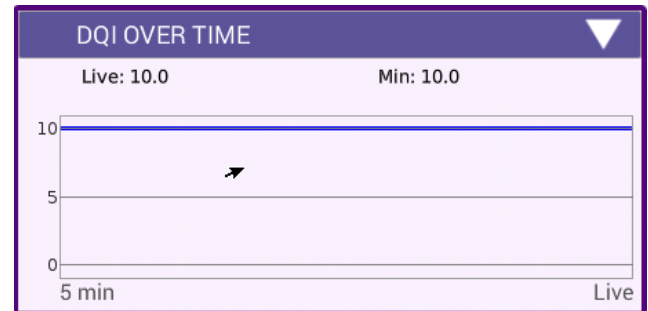 DQI OVER TIME
Live: 10.0 Min: 10.0
10
5
0
5 min Live